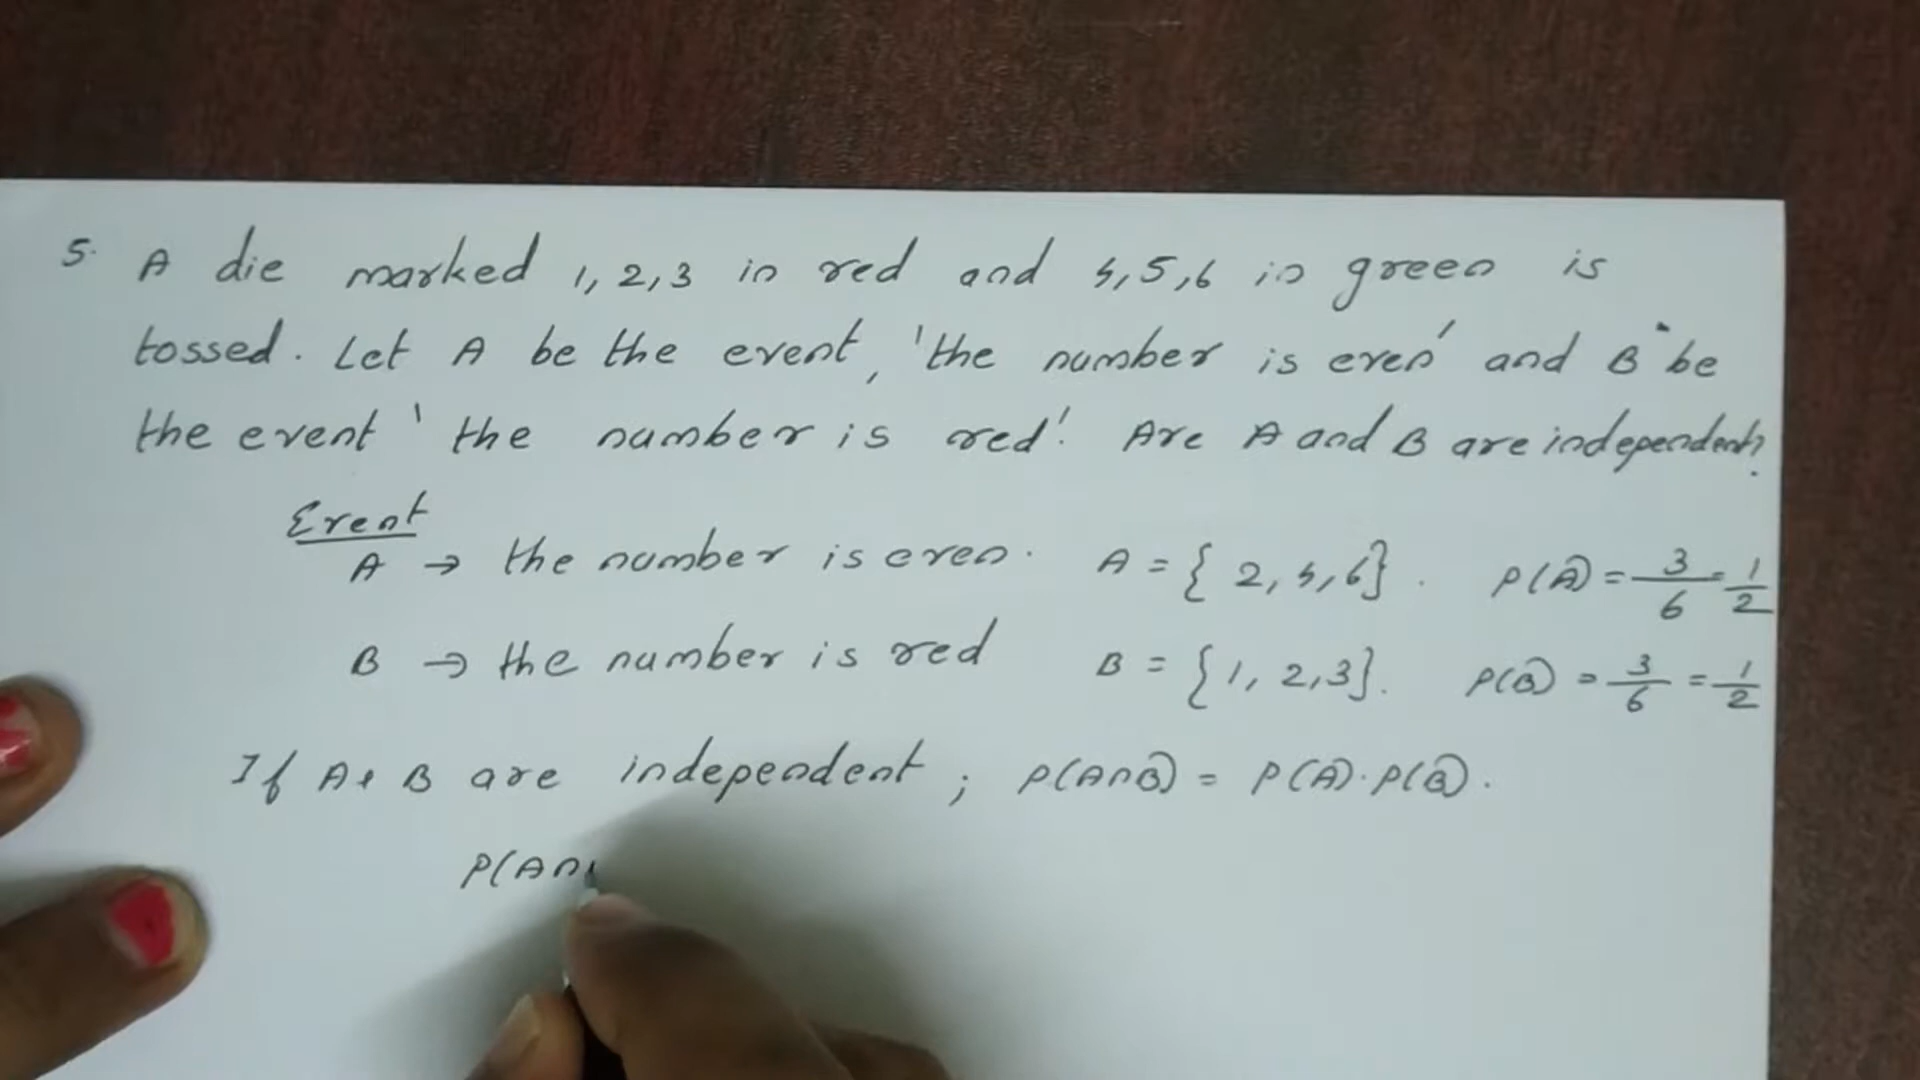 5. A die marked 1, 2, 3 in red and 4, 5, 6 in green is
tossed. Let A be the event, 'the number is even' and B be
the event 'the number is red'. Are A and B are independent?
Event
A → the number is even. A = {2, 4, 6}. P(A) = 3/6 = 1/2
B → the number is red B = {1, 2, 3}. P(B) = 3/6 = 1/2
If A & B are independent; P(A∩B) = P(A)·P(B).
P(A∩